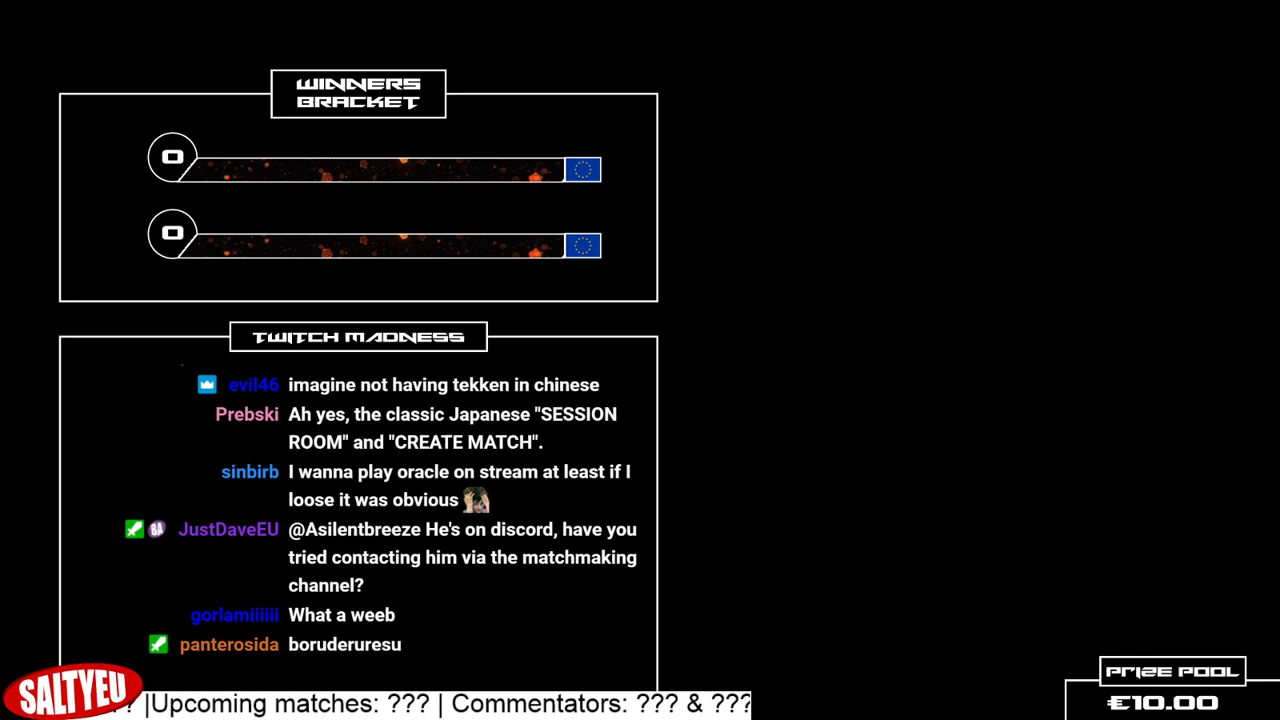 WINNERS
BRACKET
0
0
TWITCH MADNESS
evil46 imagine not having tekken in chinese
Prebski Ah yes, the classic Japanese "SESSION
ROOM" and "CREATE MATCH".
sinbirb I wanna play oracle on stream at least if I
loose it was obvious
JustDaveEU @Asilentbreeze He's on discord, have you
tried contacting him via the matchmaking
channel?
gorlamiiiiii What a weeb
panterosida boruderuresu
PRIZE POOL
€10.00
SALTYEU
?? |Upcoming matches: ??? | Commentators: ??? & ???